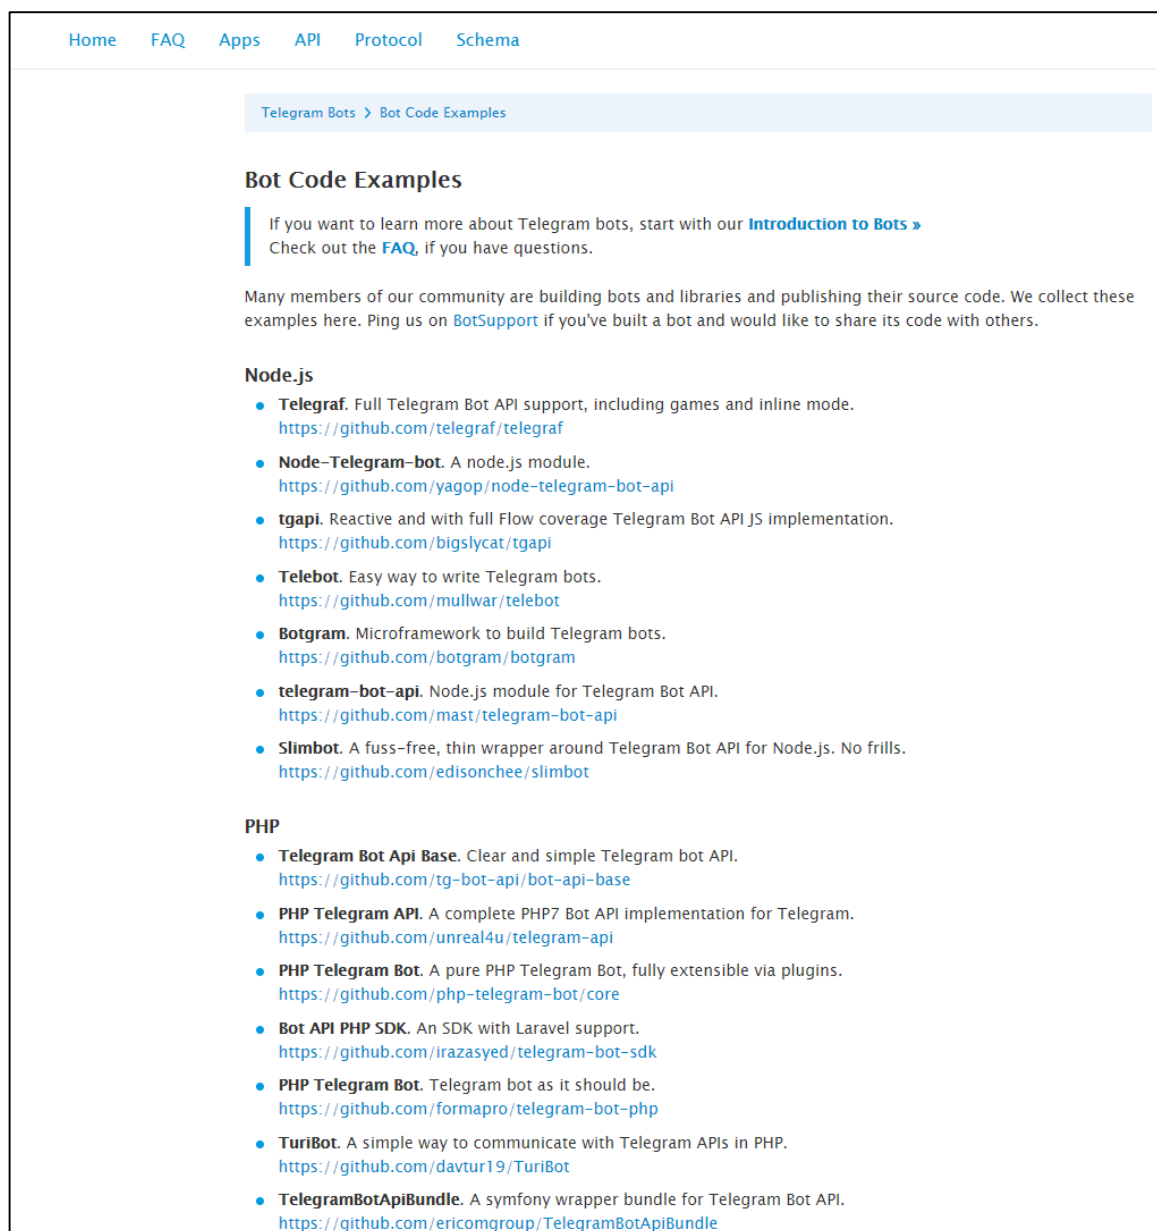 Home FAQ Apps API Protocol Schema
Telegram Bots > Bot Code Examples
Bot Code Examples
If you want to learn more about Telegram bots, start with our Introduction to Bots »
Check out the FAQ, if you have questions.
Many members of our community are building bots and libraries and publishing their source code. We collect these
examples here. Ping us on BotSupport if you've built a bot and would like to share its code with others.
Node.js
• Telegraf. Full Telegram Bot API support, including games and inline mode.
https://github.com/telegraf/telegraf
• Node-Telegram-bot. A node.js module.
https://github.com/yagop/node-telegram-bot-api
• tgapi. Reactive and with full Flow coverage Telegram Bot API JS implementation.
https://github.com/bigslycat/tgapi
• Telebot. Easy way to write Telegram bots.
https://github.com/mullwar/telebot
• Botgram. Microframework to build Telegram bots.
https://github.com/botgram/botgram
• telegram-bot-api. Node.js module for Telegram Bot API.
https://github.com/mast/telegram-bot-api
• Slimbot. A fuss-free, thin wrapper around Telegram Bot API for Node.js. No frills.
https://github.com/edisonchee/slimbot
PHP
• Telegram Bot Api Base. Clear and simple Telegram bot API.
https://github.com/tg-bot-api/bot-api-base
• PHP Telegram API. A complete PHP7 Bot API implementation for Telegram.
https://github.com/unreal4u/telegram-api
• PHP Telegram Bot. A pure PHP Telegram Bot, fully extensible via plugins.
https://github.com/php-telegram-bot/core
• Bot API PHP SDK. An SDK with Laravel support.
https://github.com/irazasyed/telegram-bot-sdk
• PHP Telegram Bot. Telegram bot as it should be.
https://github.com/formapro/telegram-bot-php
• TuriBot. A simple way to communicate with Telegram APIs in PHP.
https://github.com/davtur19/TuriBot
• TelegramBotApiBundle. A symfony wrapper bundle for Telegram Bot API.
https://github.com/ericomgroup/TelegramBotApiBundle